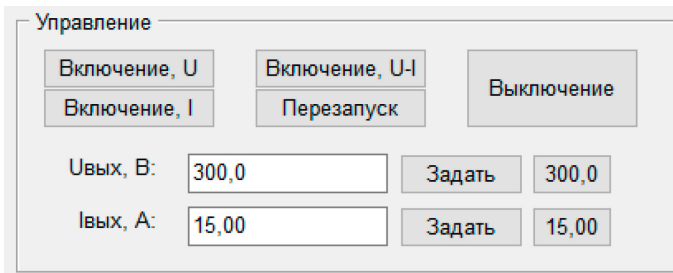 Управление
Включение, U Включение, U-I Выключение
Включение, I Перезапуск
Uвых, В: 300,0 Задать 300,0
Iвых, А: 15,00 Задать 15,00